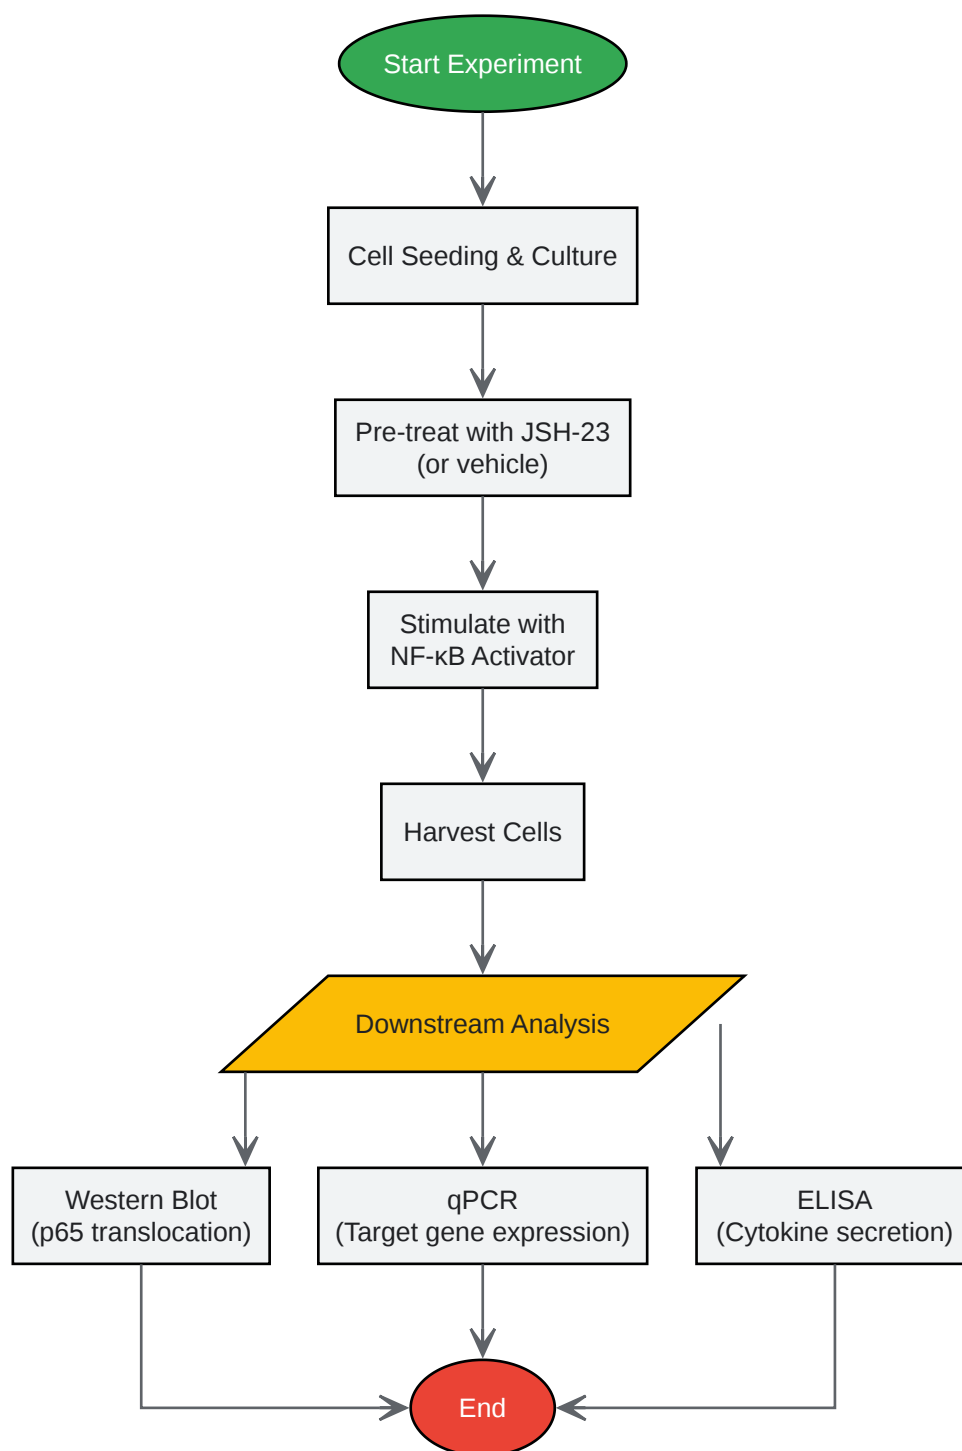 Start Experiment
Cell Seeding & Culture
Pre-treat with JSH-23
(or vehicle)
Stimulate with
NF-κB Activator
Harvest Cells
Downstream Analysis
Western Blot
(p65 translocation)
qPCR
(Target gene expression)
ELISA
(Cytokine secretion)
End